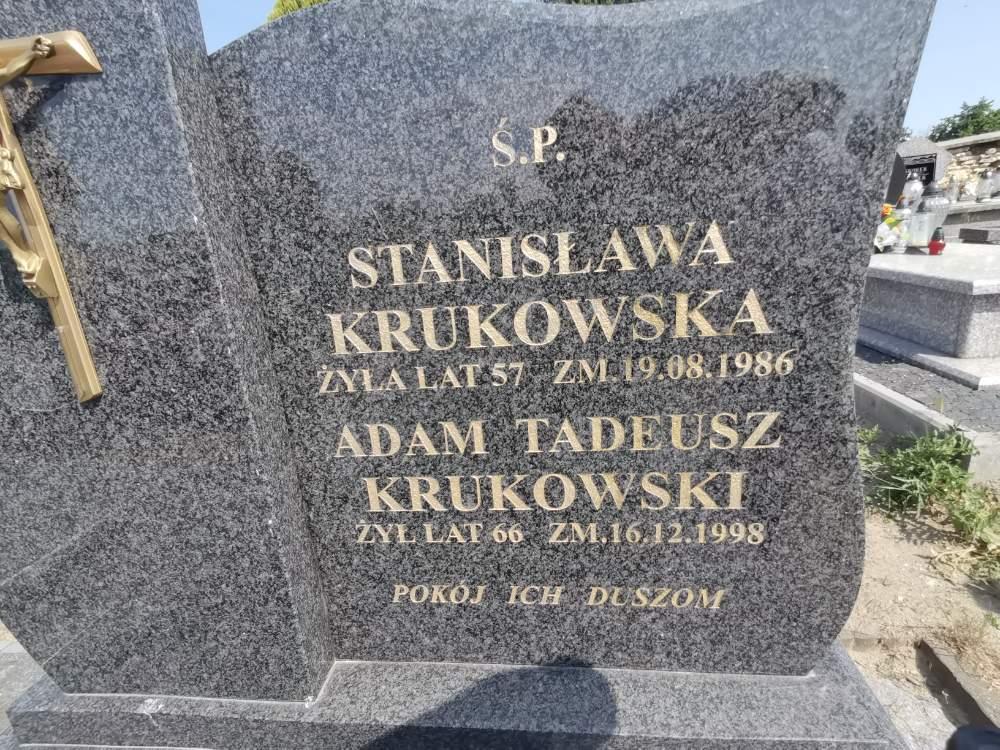 Ś.P.
STANISŁAWA
KRUKOWSKA
ŻYŁA LAT 57 ZM.19.08.1986
ADAM TADEUSZ
KRUKOWSKI
ŻYŁ LAT 66 ZM.16.12.1998
POKÓJ ICH DUSZOM